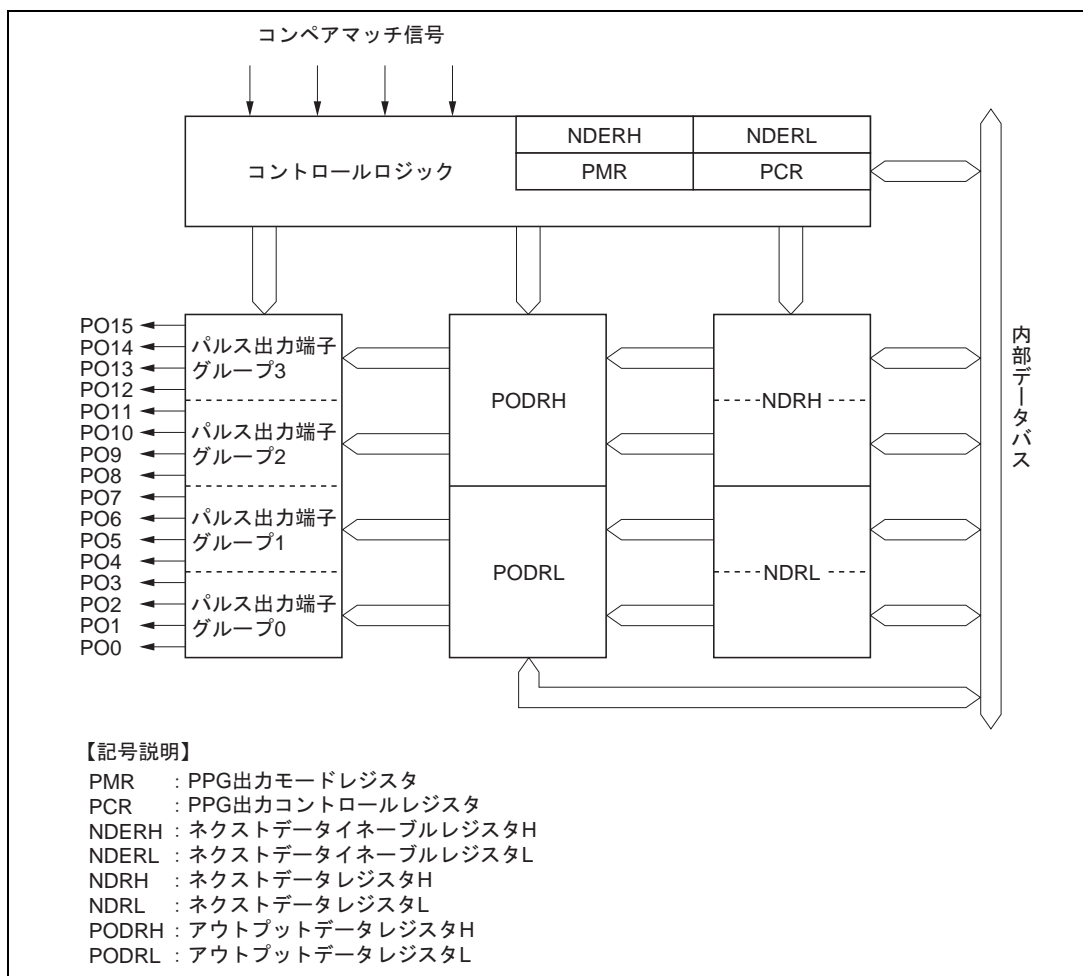 コンペアマッチ信号
コントロールロジック
NDERH
NDERL
PMR
PCR
PO15
PO14
PO13
PO12
PO11
PO10
PO9
PO8
PO7
PO6
PO5
PO4
PO3
PO2
PO1
PO0
パルス出力端子
グループ3
パルス出力端子
グループ2
パルス出力端子
グループ1
パルス出力端子
グループ0
PODRH
PODRL
NDRH
NDRL
内部データバス
【記号説明】
PMR : PPG出力モードレジスタ
PCR : PPG出力コントロールレジスタ
NDERH : ネクストデータイネーブルレジスタH
NDERL : ネクストデータイネーブルレジスタL
NDRH : ネクストデータレジスタH
NDRL : ネクストデータレジスタL
PODRH : アウトプットデータレジスタH
PODRL : アウトプットデータレジスタL